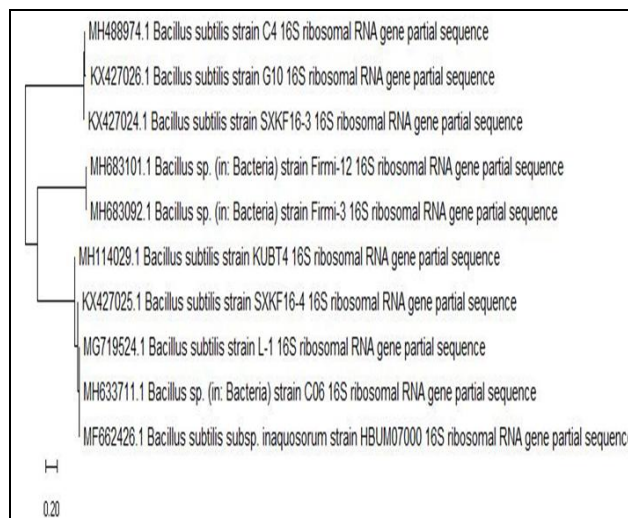 MH488974.1 Bacillus subtilis strain C4 16S ribosomal RNA gene partial sequence
KX427026.1 Bacillus subtilis strain G10 16S ribosomal RNA gene partial sequence
KX427024.1 Bacillus subtilis strain SXKF16-3 16S ribosomal RNA gene partial sequence
MH683101.1 Bacillus sp. (in: Bacteria) strain Firmi-12 16S ribosomal RNA gene partial sequence
MH683092.1 Bacillus sp. (in: Bacteria) strain Firmi-3 16S ribosomal RNA gene partial sequence
MH114029.1 Bacillus subtilis strain KUBT4 16S ribosomal RNA gene partial sequence
KX427025.1 Bacillus subtilis strain SXKF16-4 16S ribosomal RNA gene partial sequence
MG719524.1 Bacillus subtilis strain L-1 16S ribosomal RNA gene partial sequence
MH633711.1 Bacillus sp. (in: Bacteria) strain C06 16S ribosomal RNA gene partial sequence
MF662426.1 Bacillus subtilis subsp. inaquosorum strain HBUM07000 16S ribosomal RNA gene partial sequence
0.20